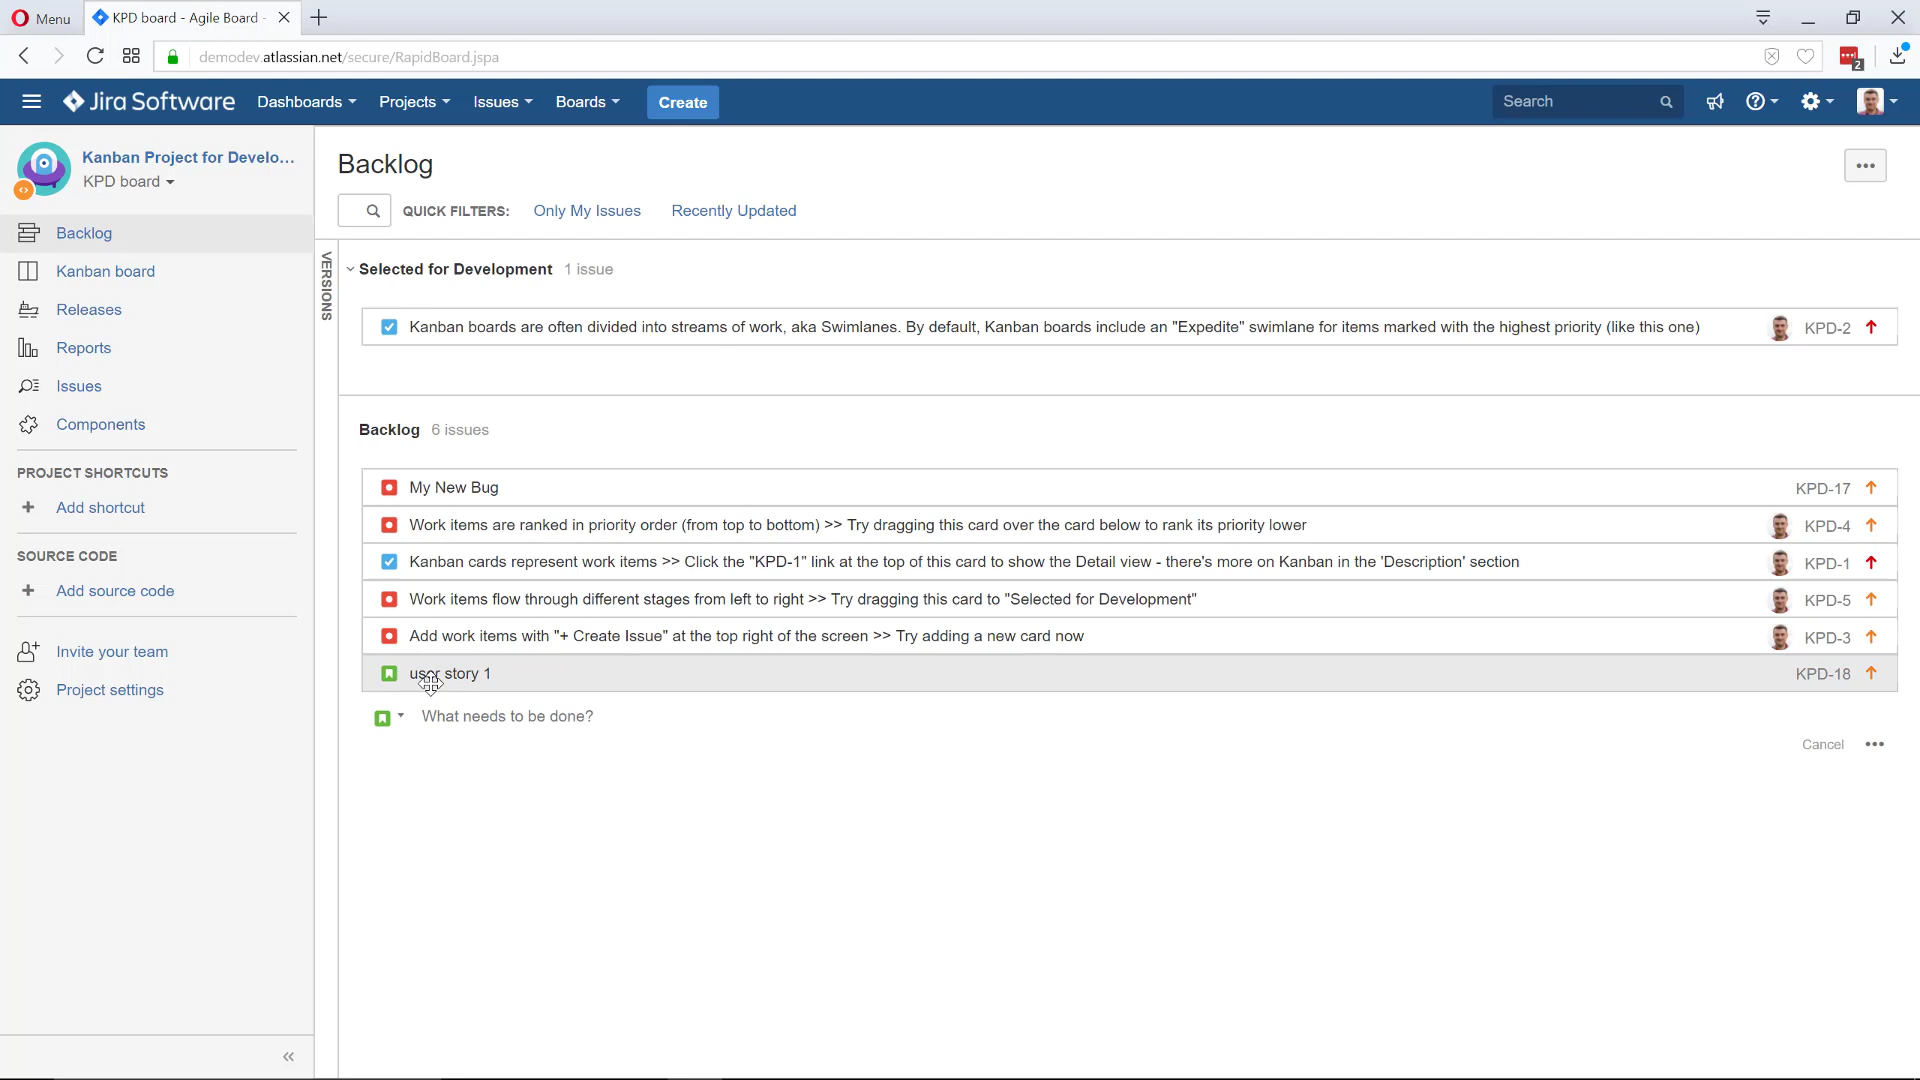 Menu
KPD board - Agile Board -
demodev.atlassian.net/secure/RapidBoard.jspa
2
Jira Software Dashboards Projects Issues Boards Create Search
Kanban Project for Develo...
KPD board
Backlog
Kanban board
Releases
Reports
Issues
Components
PROJECT SHORTCUTS
+ Add shortcut
SOURCE CODE
+ Add source code
Invite your team
Project settings
«
Backlog
•••
QUICK FILTERS: Only My Issues Recently Updated
VERSIONS
Selected for Development 1 issue
Kanban boards are often divided into streams of work, aka Swimlanes. By default, Kanban boards include an "Expedite" swimlane for items marked with the highest priority (like this one) KPD-2
Backlog 6 issues
My New Bug KPD-17
Work items are ranked in priority order (from top to bottom) >> Try dragging this card over the card below to rank its priority lower KPD-4
Kanban cards represent work items >> Click the "KPD-1" link at the top of this card to show the Detail view - there's more on Kanban in the 'Description' section KPD-1
Work items flow through different stages from left to right >> Try dragging this card to "Selected for Development" KPD-5
Add work items with "+ Create Issue" at the top right of the screen >> Try adding a new card now KPD-3
user story 1 KPD-18
What needs to be done?
Cancel •••